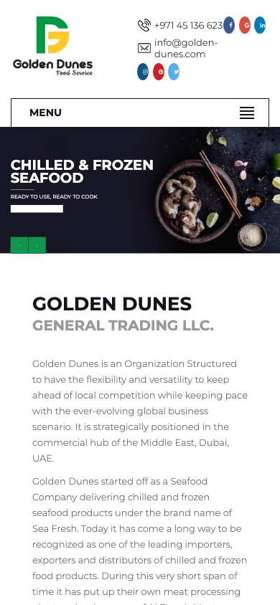 Golden Dunes
Food Service
+971 45 136 623
info@golden-
dunes.com
MENU
CHILLED & FROZEN
SEAFOOD
READY TO USE, READY TO COOK
GOLDEN DUNES
GENERAL TRADING LLC.
Golden Dunes is an Organization Structured
to have the flexibility and versatility to keep
ahead of local competition while keeping pace
with the ever-evolving global business
scenario. It is strategically positioned in the
commercial hub of the Middle East, Dubai,
UAE.
Golden Dunes started off as a Seafood
Company delivering chilled and frozen
seafood products under the brand name of
Sea Fresh. Today it has come a long way to be
recognized as one of the leading importers,
exporters and distributors of chilled and frozen
food products. During this very short span of
time it has put up their own meat processing